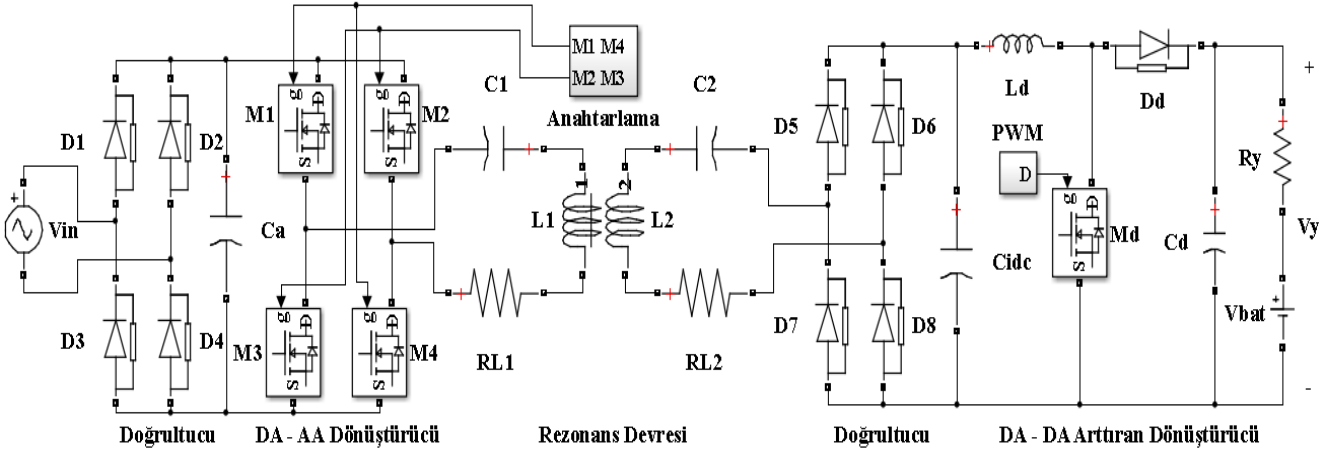 M1 M4
M2 M3
Anahtarlama
C1
C2
M1
g
D
S
M2
g
D
S
D1
D2
D5
D6
Ld
Dd
PWM
D
Ry
+
+
Vin
Ca
L1
1
2
L2
Cidc
g
D
S
Md
Cd
Vy
D3
D4
M3
g
D
S
M4
g
D
S
RL1
RL2
D7
D8
Vbat
+
-
Doğrultucu
DA - AA Dönüştürücü
Rezonans Devresi
Doğrultucu
DA - DA Arttıran Dönüştürücü